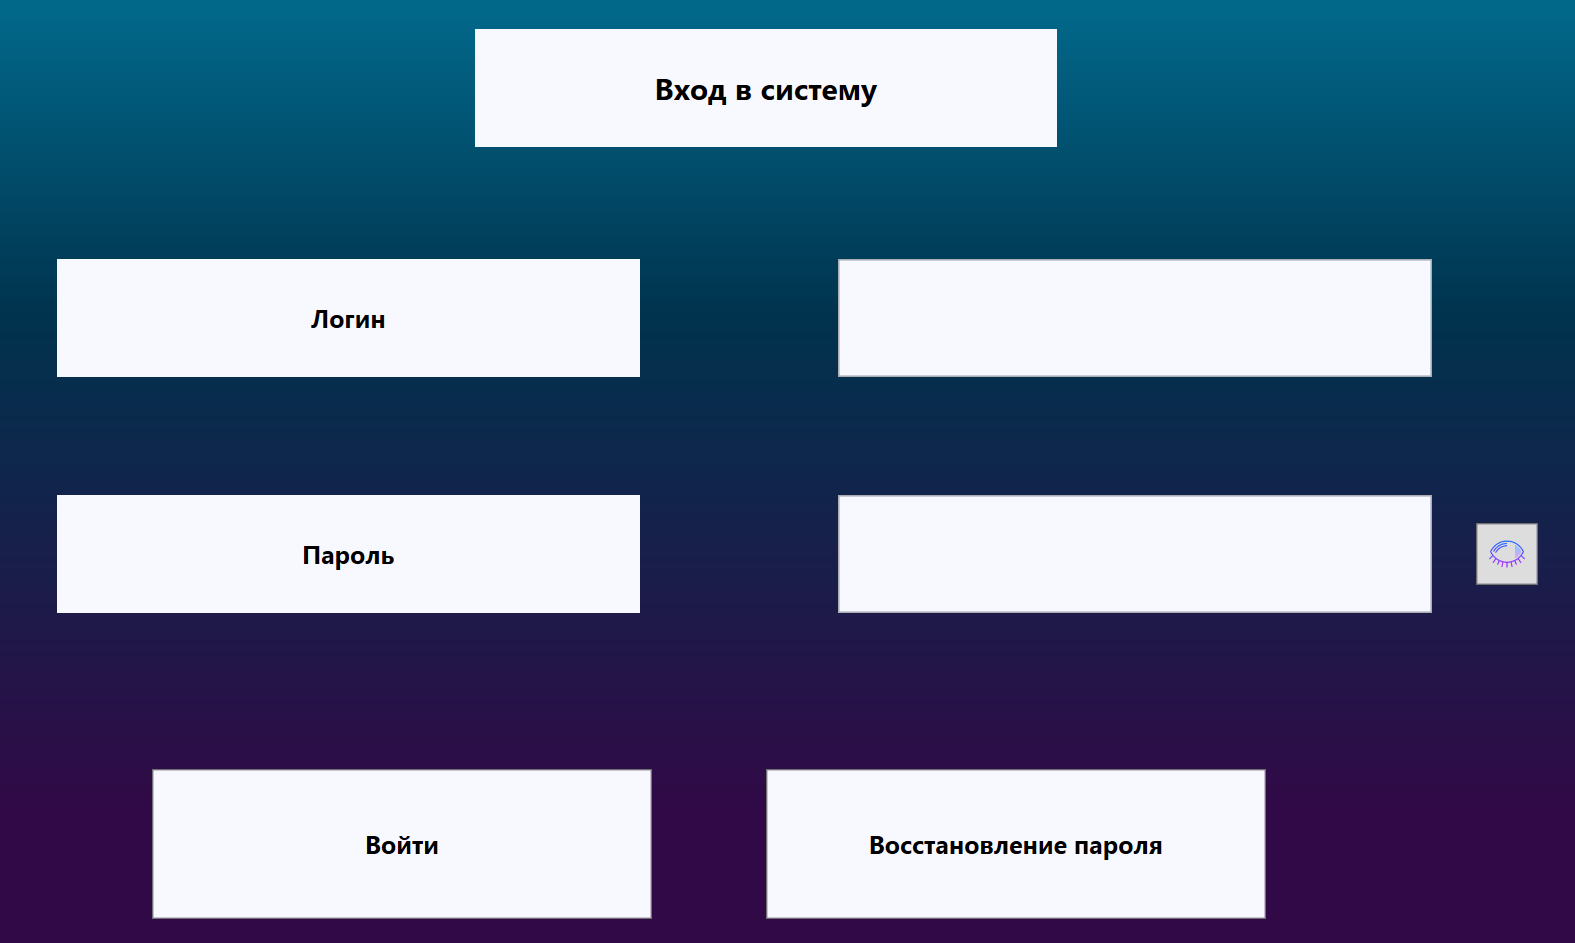 Вход в систему
Логин
Пароль
Войти
Восстановление пароля